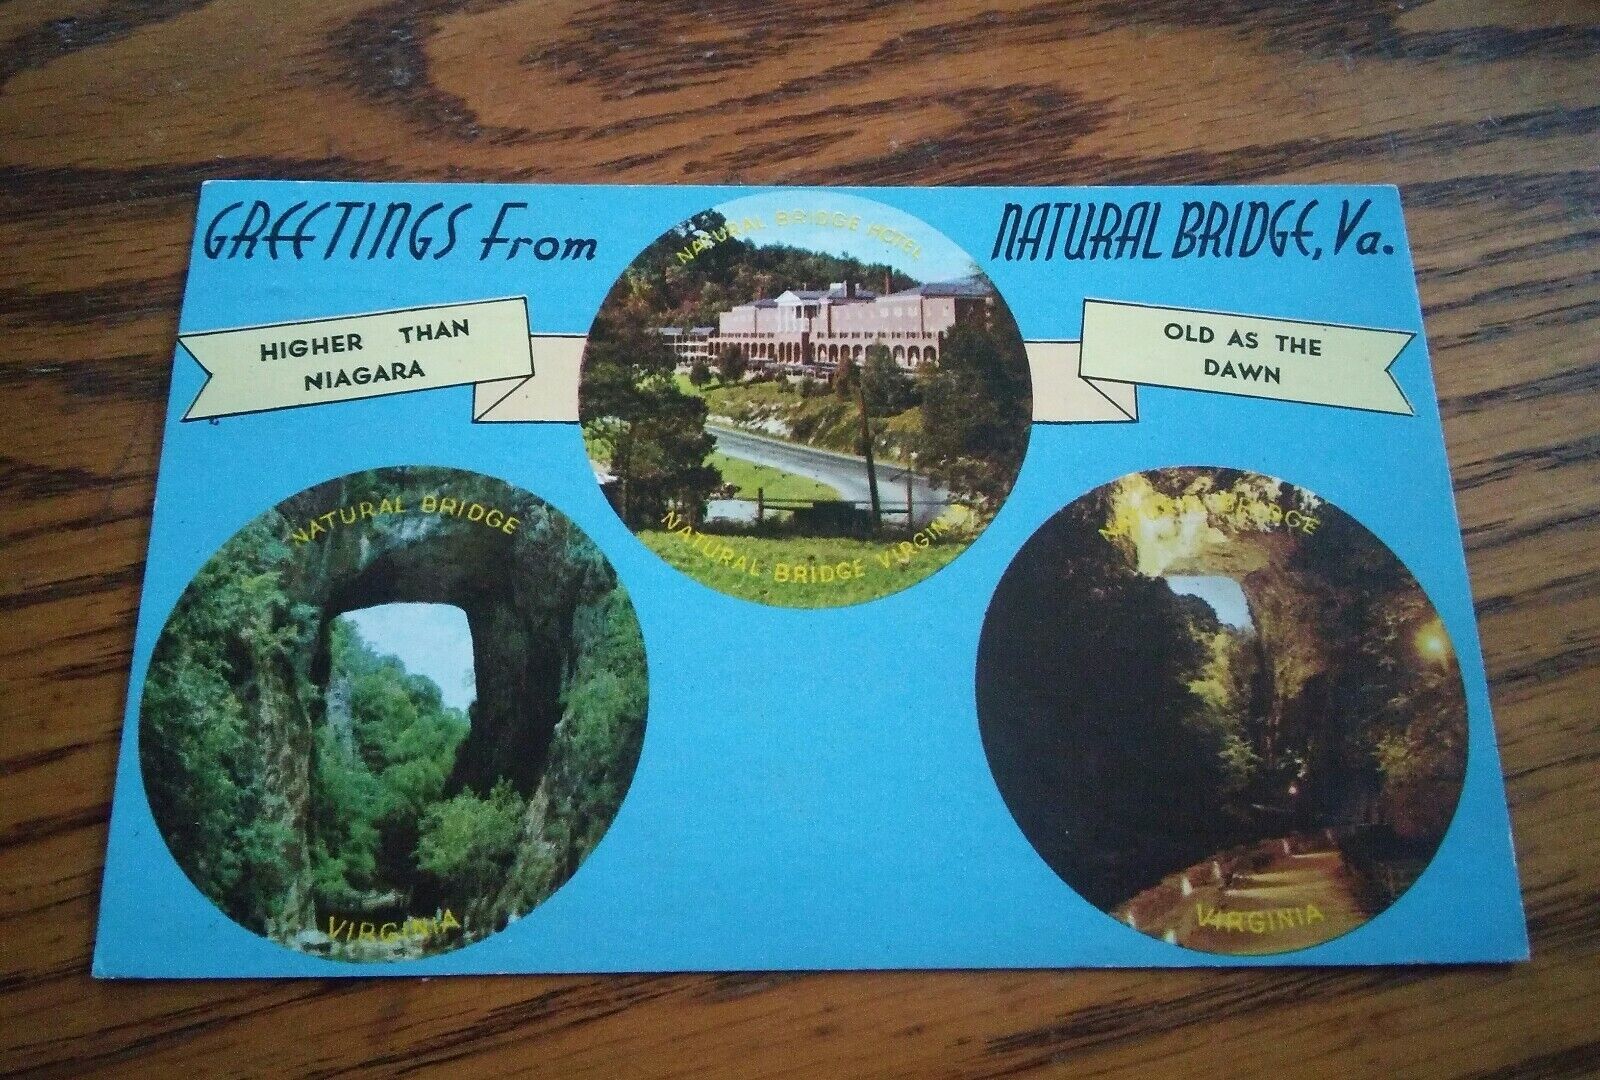 GREETINGS From
NATURAL BRIDGE, Va.
HIGHER THAN
NIAGARA
OLD AS THE
DAWN
NATURAL BRIDGE HOTEL
NATURAL BRIDGE VIRGINIA
NATURAL BRIDGE
VIRGINIA
NATURAL BRIDGE
VIRGINIA